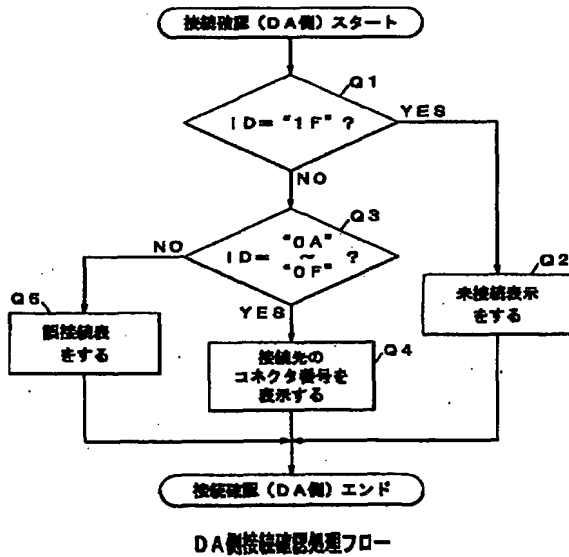 接続確認（DA側）スタート
Q1
ID= "1F" ?
YES
NO
Q3
"0A"
ID= ～ ?
"0F"
NO
YES
Q2
未接続表示
をする
Q5
誤接続表
をする
Q4
接続先の
コネクタ番号を
表示する
接続確認（DA側）エンド
DA側接続確認処理フロー